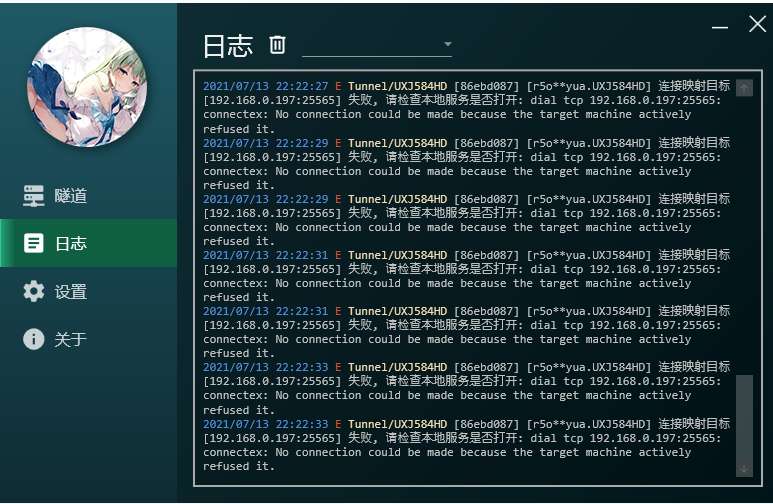 日志
隧道
日志
设置
关于
2021/07/13 22:22:27 E Tunnel/UXJ584HD [86ebd087] [r5o**yua.UXJ584HD] 连接映射目标
[192.168.0.197:25565] 失败, 请检查本地服务是否打开: dial tcp 192.168.0.197:25565:
connectex: No connection could be made because the target machine actively
refused it.
2021/07/13 22:22:29 E Tunnel/UXJ584HD [86ebd087] [r5o**yua.UXJ584HD] 连接映射目标
[192.168.0.197:25565] 失败, 请检查本地服务是否打开: dial tcp 192.168.0.197:25565:
connectex: No connection could be made because the target machine actively
refused it.
2021/07/13 22:22:29 E Tunnel/UXJ584HD [86ebd087] [r5o**yua.UXJ584HD] 连接映射目标
[192.168.0.197:25565] 失败, 请检查本地服务是否打开: dial tcp 192.168.0.197:25565:
connectex: No connection could be made because the target machine actively
refused it.
2021/07/13 22:22:31 E Tunnel/UXJ584HD [86ebd087] [r5o**yua.UXJ584HD] 连接映射目标
[192.168.0.197:25565] 失败, 请检查本地服务是否打开: dial tcp 192.168.0.197:25565:
connectex: No connection could be made because the target machine actively
refused it.
2021/07/13 22:22:31 E Tunnel/UXJ584HD [86ebd087] [r5o**yua.UXJ584HD] 连接映射目标
[192.168.0.197:25565] 失败, 请检查本地服务是否打开: dial tcp 192.168.0.197:25565:
connectex: No connection could be made because the target machine actively
refused it.
2021/07/13 22:22:33 E Tunnel/UXJ584HD [86ebd087] [r5o**yua.UXJ584HD] 连接映射目标
[192.168.0.197:25565] 失败, 请检查本地服务是否打开: dial tcp 192.168.0.197:25565:
connectex: No connection could be made because the target machine actively
refused it.
2021/07/13 22:22:33 E Tunnel/UXJ584HD [86ebd087] [r5o**yua.UXJ584HD] 连接映射目标
[192.168.0.197:25565] 失败, 请检查本地服务是否打开: dial tcp 192.168.0.197:25565:
connectex: No connection could be made because the target machine actively
refused it.